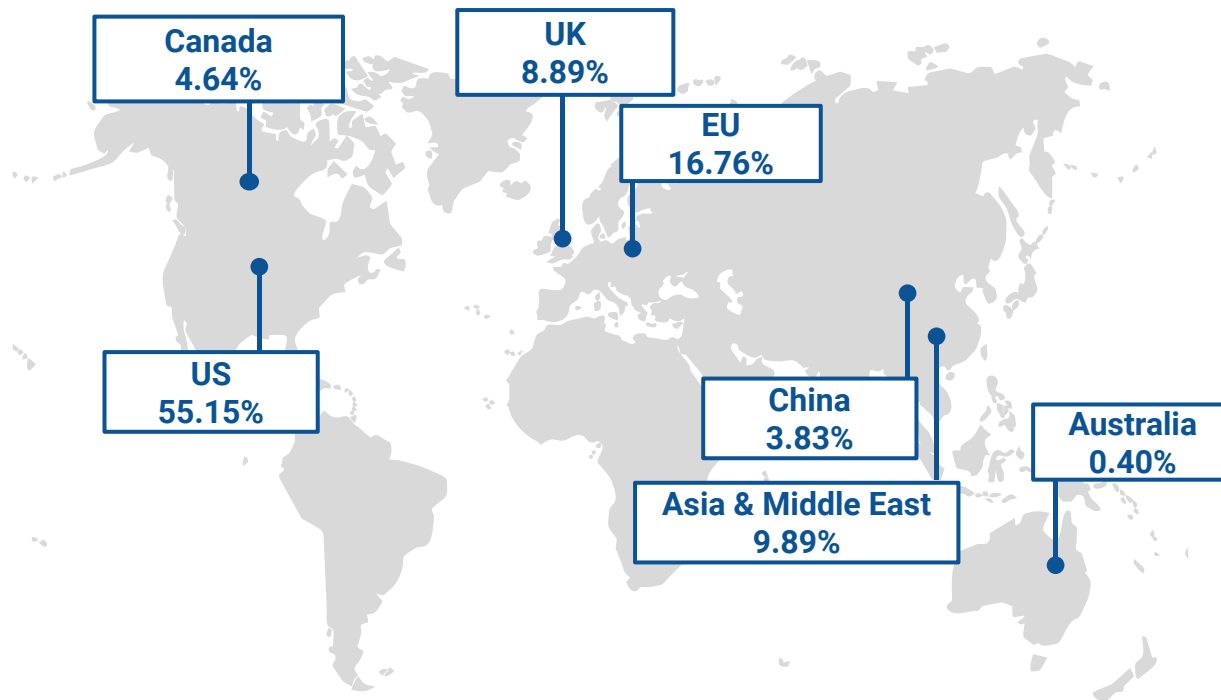 Canada
4.64%
UK
8.89%
EU
16.76%
US
55.15%
China
3.83%
Australia
0.40%
Asia & Middle East
9.89%